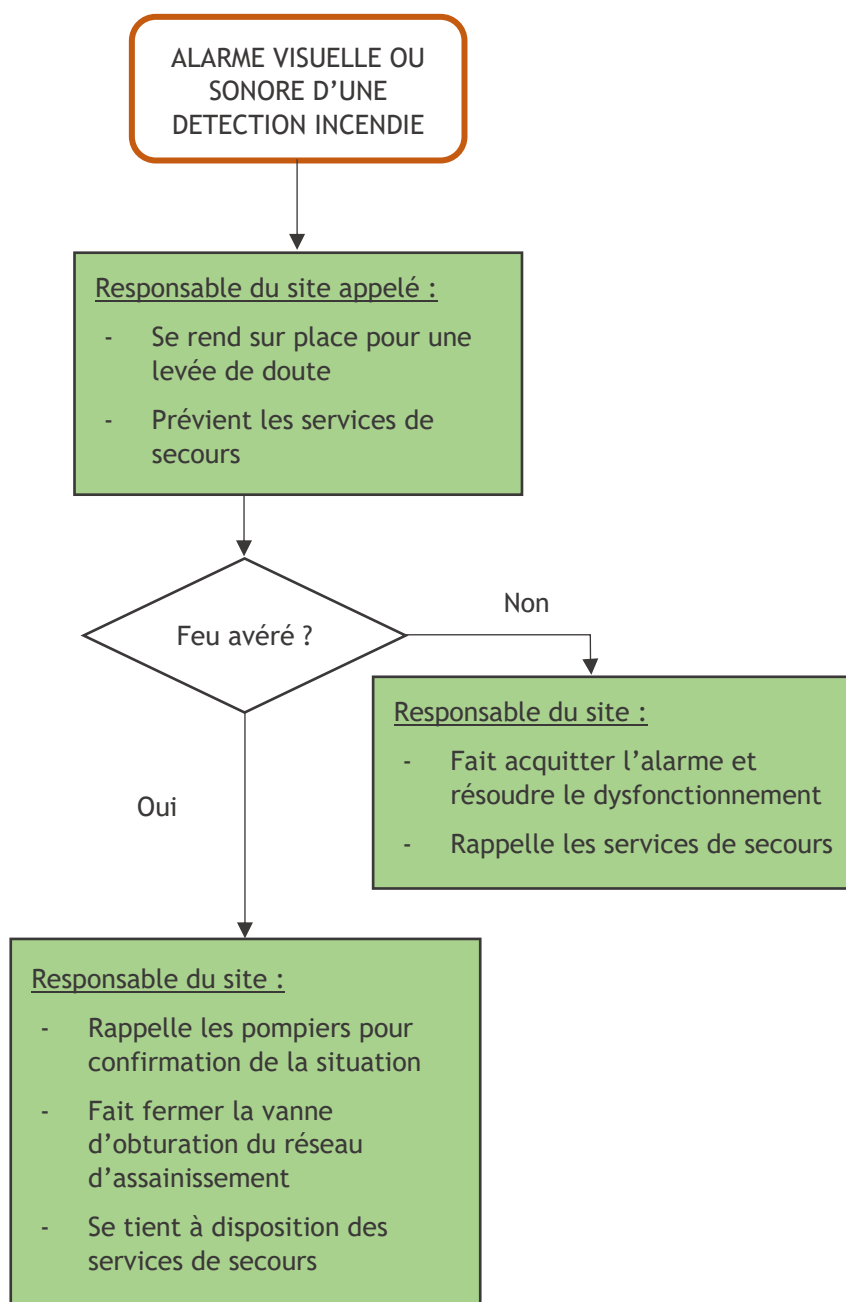 ALARME VISUELLE OU
SONORE D’UNE
DETECTION INCENDIE
Responsable du site appelé :
- Se rend sur place pour une
levée de doute
- Prévient les services de
secours
Feu avéré ?
Non
Responsable du site :
- Fait acquitter l’alarme et
résoudre le dysfonctionnement
- Rappelle les services de secours
Oui
Responsable du site :
- Rappelle les pompiers pour
confirmation de la situation
- Fait fermer la vanne
d’obturation du réseau
d’assainissement
- Se tient à disposition des
services de secours